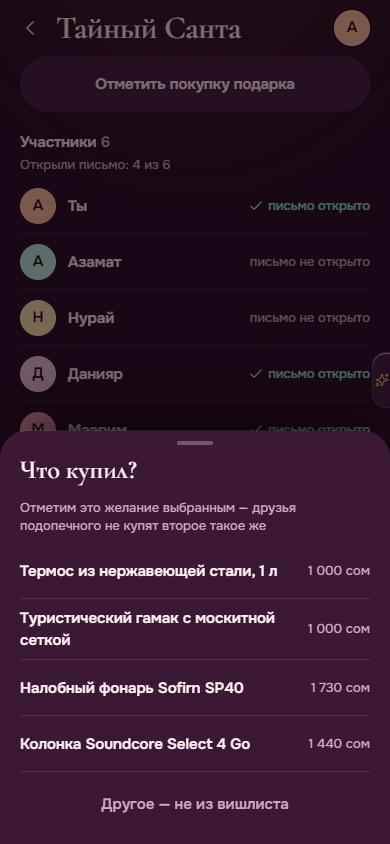 Тайный Санта
А
Отметить покупку подарка
Участники 6
Открыли письмо: 4 из 6
А
Ты
письмо открыто
А
Азамат
письмо не открыто
Н
Нурай
письмо не открыто
Д
Данияр
письмо открыто
М
Маарим
письмо открыто
Что купил?
Отметим это желание выбранным — друзья
подопечного не купят второе такое же
Термос из нержавеющей стали, 1 л
1 000 сом
Туристический гамак с москитной
сеткой
1 000 сом
Налобный фонарь Sofirn SP40
1 730 сом
Колонка Soundcore Select 4 Go
1 440 сом
Другое — не из вишлиста